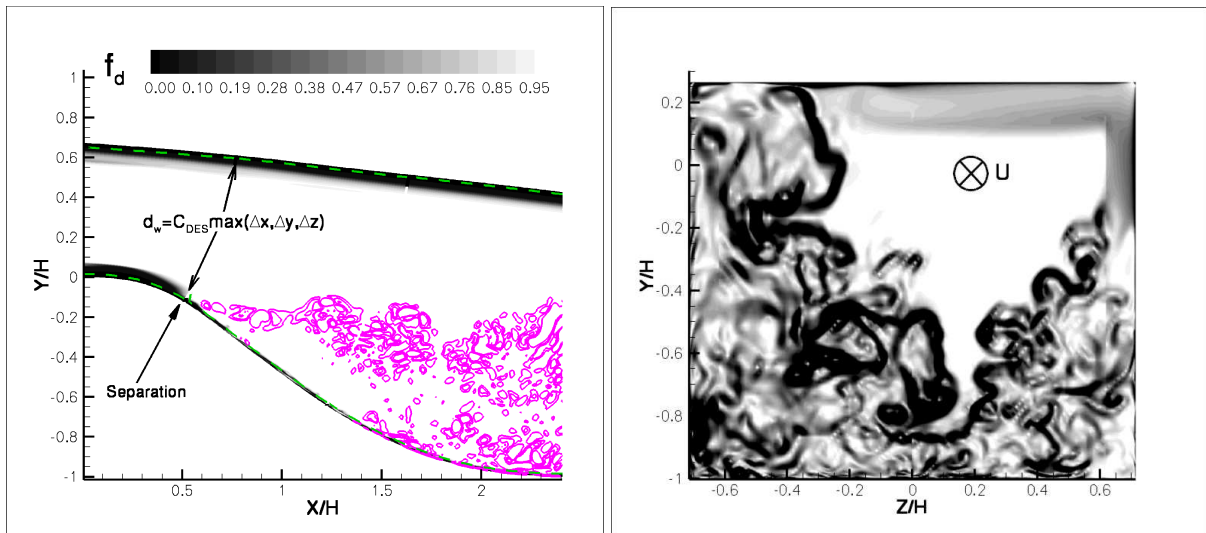 f_d
0.00 0.10 0.19 0.28 0.38 0.47 0.57 0.67 0.76 0.85 0.95
1
0.8
0.6
0.4
0.2
0
-0.2
-0.4
-0.6
-0.8
-1
Y/H
d_w=C_DES max(Δx,Δy,Δz)
Separation
0.5 1 1.5 2
X/H
0.2
0
-0.2
-0.4
-0.6
-0.8
-1
Y/H
U
-0.6 -0.4 -0.2 0 0.2 0.4 0.6
Z/H